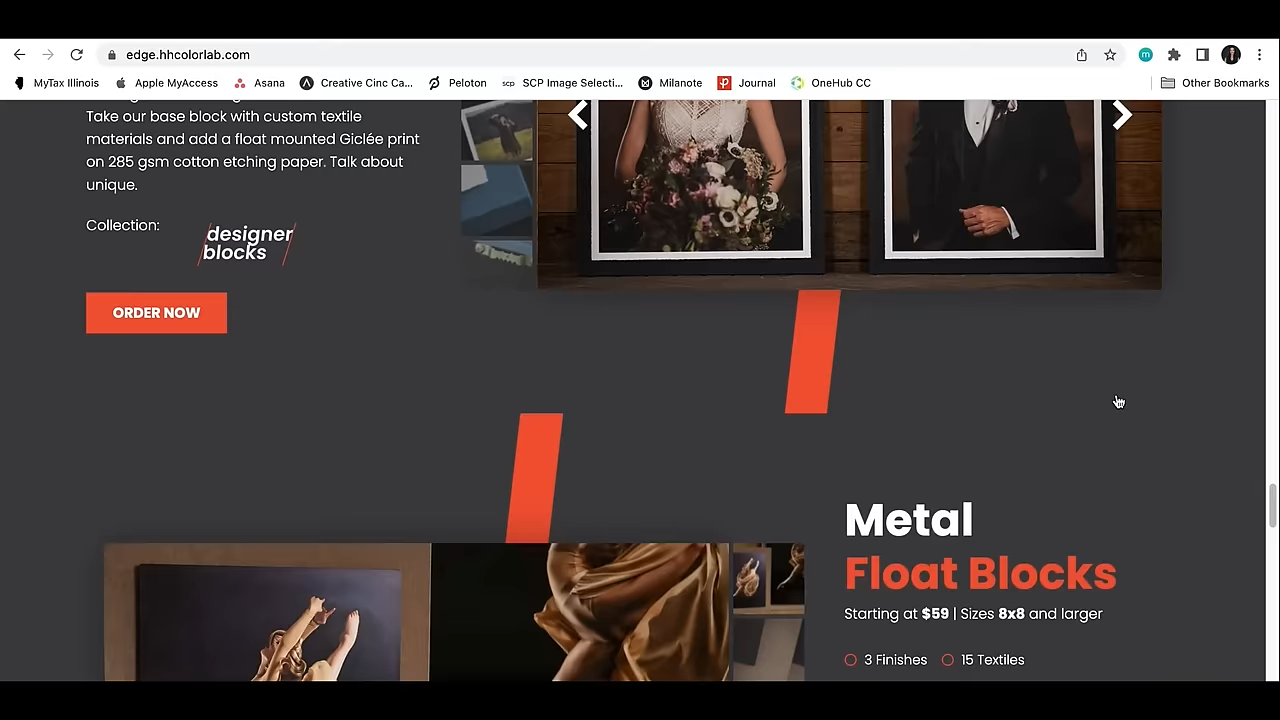 edge.hhcolorlab.com
MyTax Illinois Apple MyAccess Asana Creative Cinc Ca... Peloton scp SCP Image Selecti... Milanote Journal OneHub CC Other Bookmarks
Take our base block with custom textile
materials and add a float mounted Giclée print
on 285 gsm cotton etching paper. Talk about
unique.
Collection:
designer
blocks
ORDER NOW
Metal
Float Blocks
Starting at $59 | Sizes 8x8 and larger
3 Finishes 15 Textiles